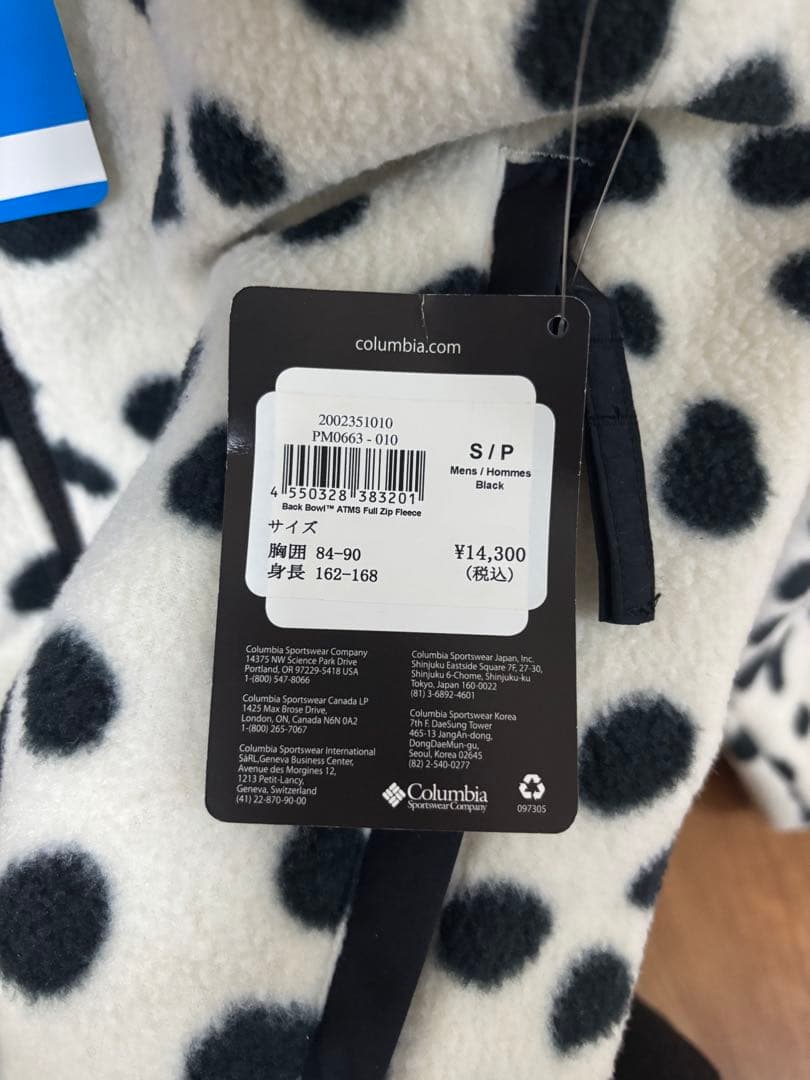 columbia.com
2002351010
PM0663-010
S / P
Mens / Hommes
Black
4 550328 383201
Back Bowl™ ATMS Full Zip Fleece
サイズ
胸囲 84-90
身長 162-168
¥14,300
(税込)
Columbia Sportswear Company
14375 NW Science Park Drive
Portland, OR 97229-5418 USA
1-(800) 547-8066
Columbia Sportswear Canada LP
1425 Max Brose Drive,
London, ON, Canada N6N 0A2
1-(800) 265-7067
Columbia Sportswear International
SàRL,Geneva Business Center,
Avenue des Morgines 12,
1213 Petit-Lancy,
Geneva, Switzerland
(41) 22-870-90-00
Columbia Sportswear Japan, Inc.
Shinjuku Eastside Square 7F, 27-30,
Shinjuku 6-Chome, Shinjuku-ku
Tokyo, Japan 160-0022
(81) 3-6892-4601
Columbia Sportswear Korea
7th F. DaeSung Tower
465-13 JangAn-dong,
DongDaeMun-gu,
Seoul, Korea 02645
(82) 2-540-0277
Columbia
Sportswear Company
097305